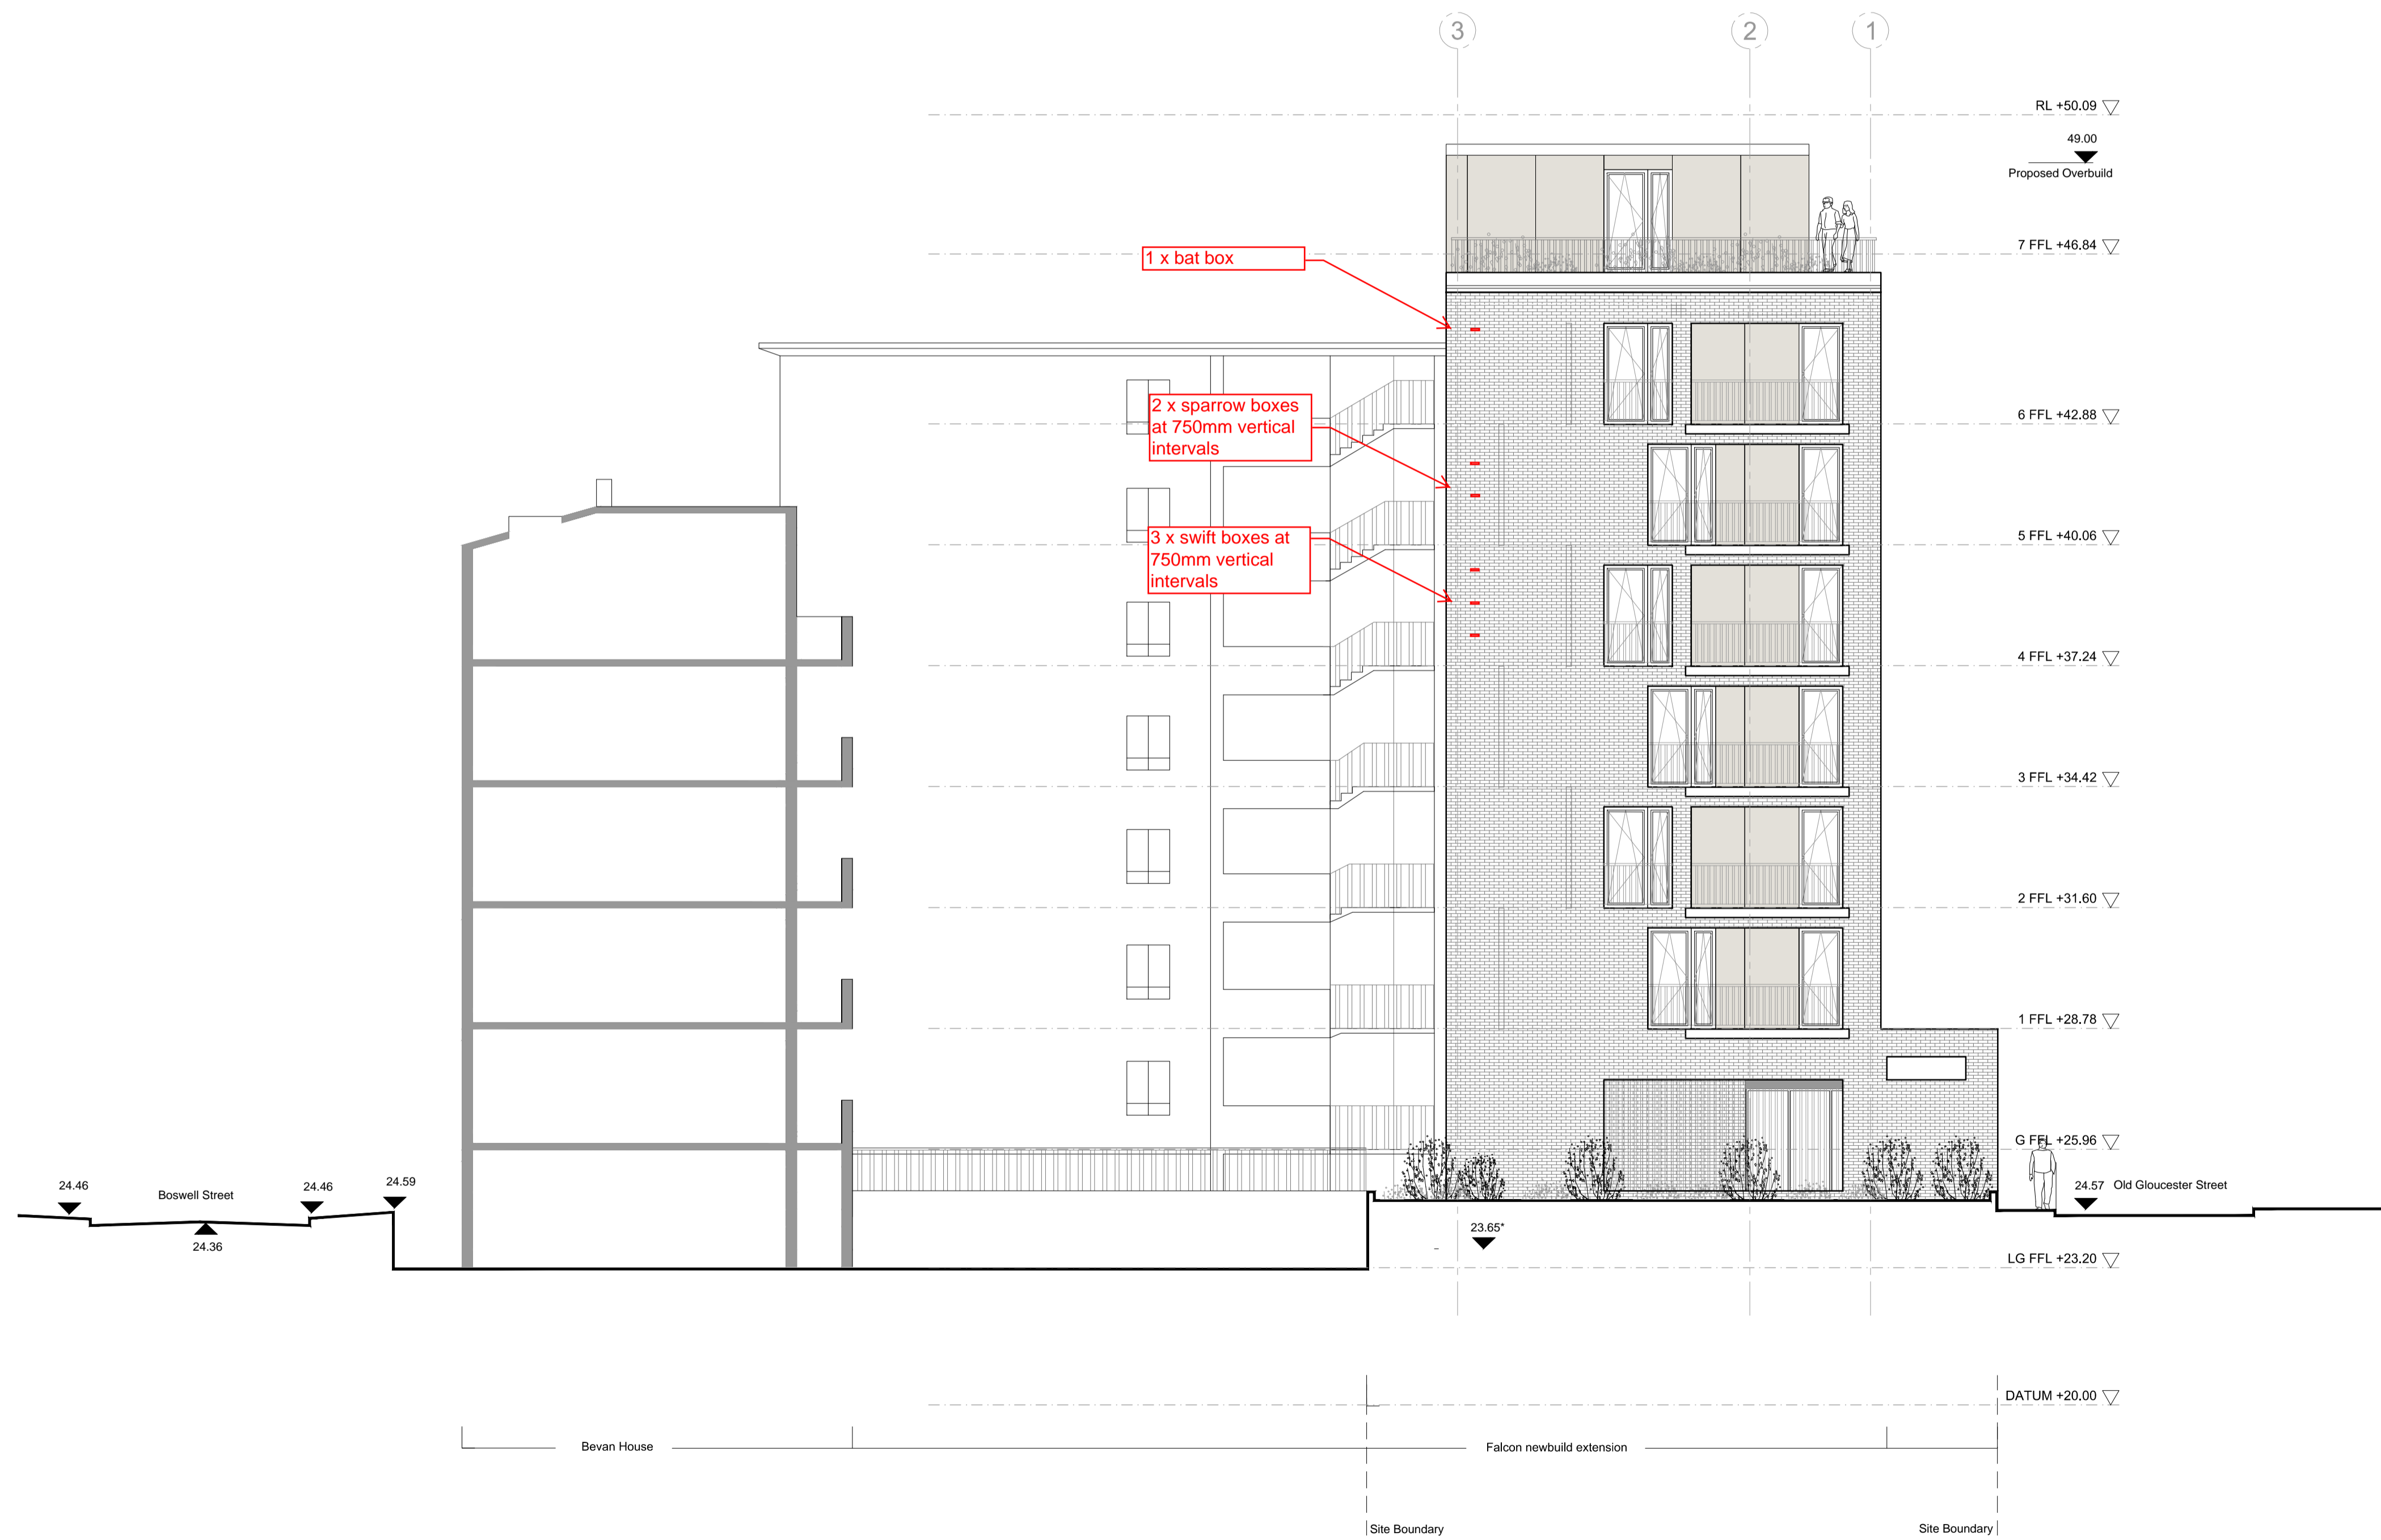 3
2
1
RL +50.09
49.00
Proposed Overbuild
7 FFL +46.84
1 x bat box
6 FFL +42.88
2 x sparrow boxes
at 750mm vertical
intervals
5 FFL +40.06
3 x swift boxes at
750mm vertical
intervals
4 FFL +37.24
3 FFL +34.42
2 FFL +31.60
1 FFL +28.78
G FFL +25.96
24.46
Boswell Street
24.46
24.59
24.36
24.57
Old Gloucester Street
23.65*
LG FFL +23.20
DATUM +20.00
Bevan House
Falcon newbuild extension
Site Boundary
Site Boundary